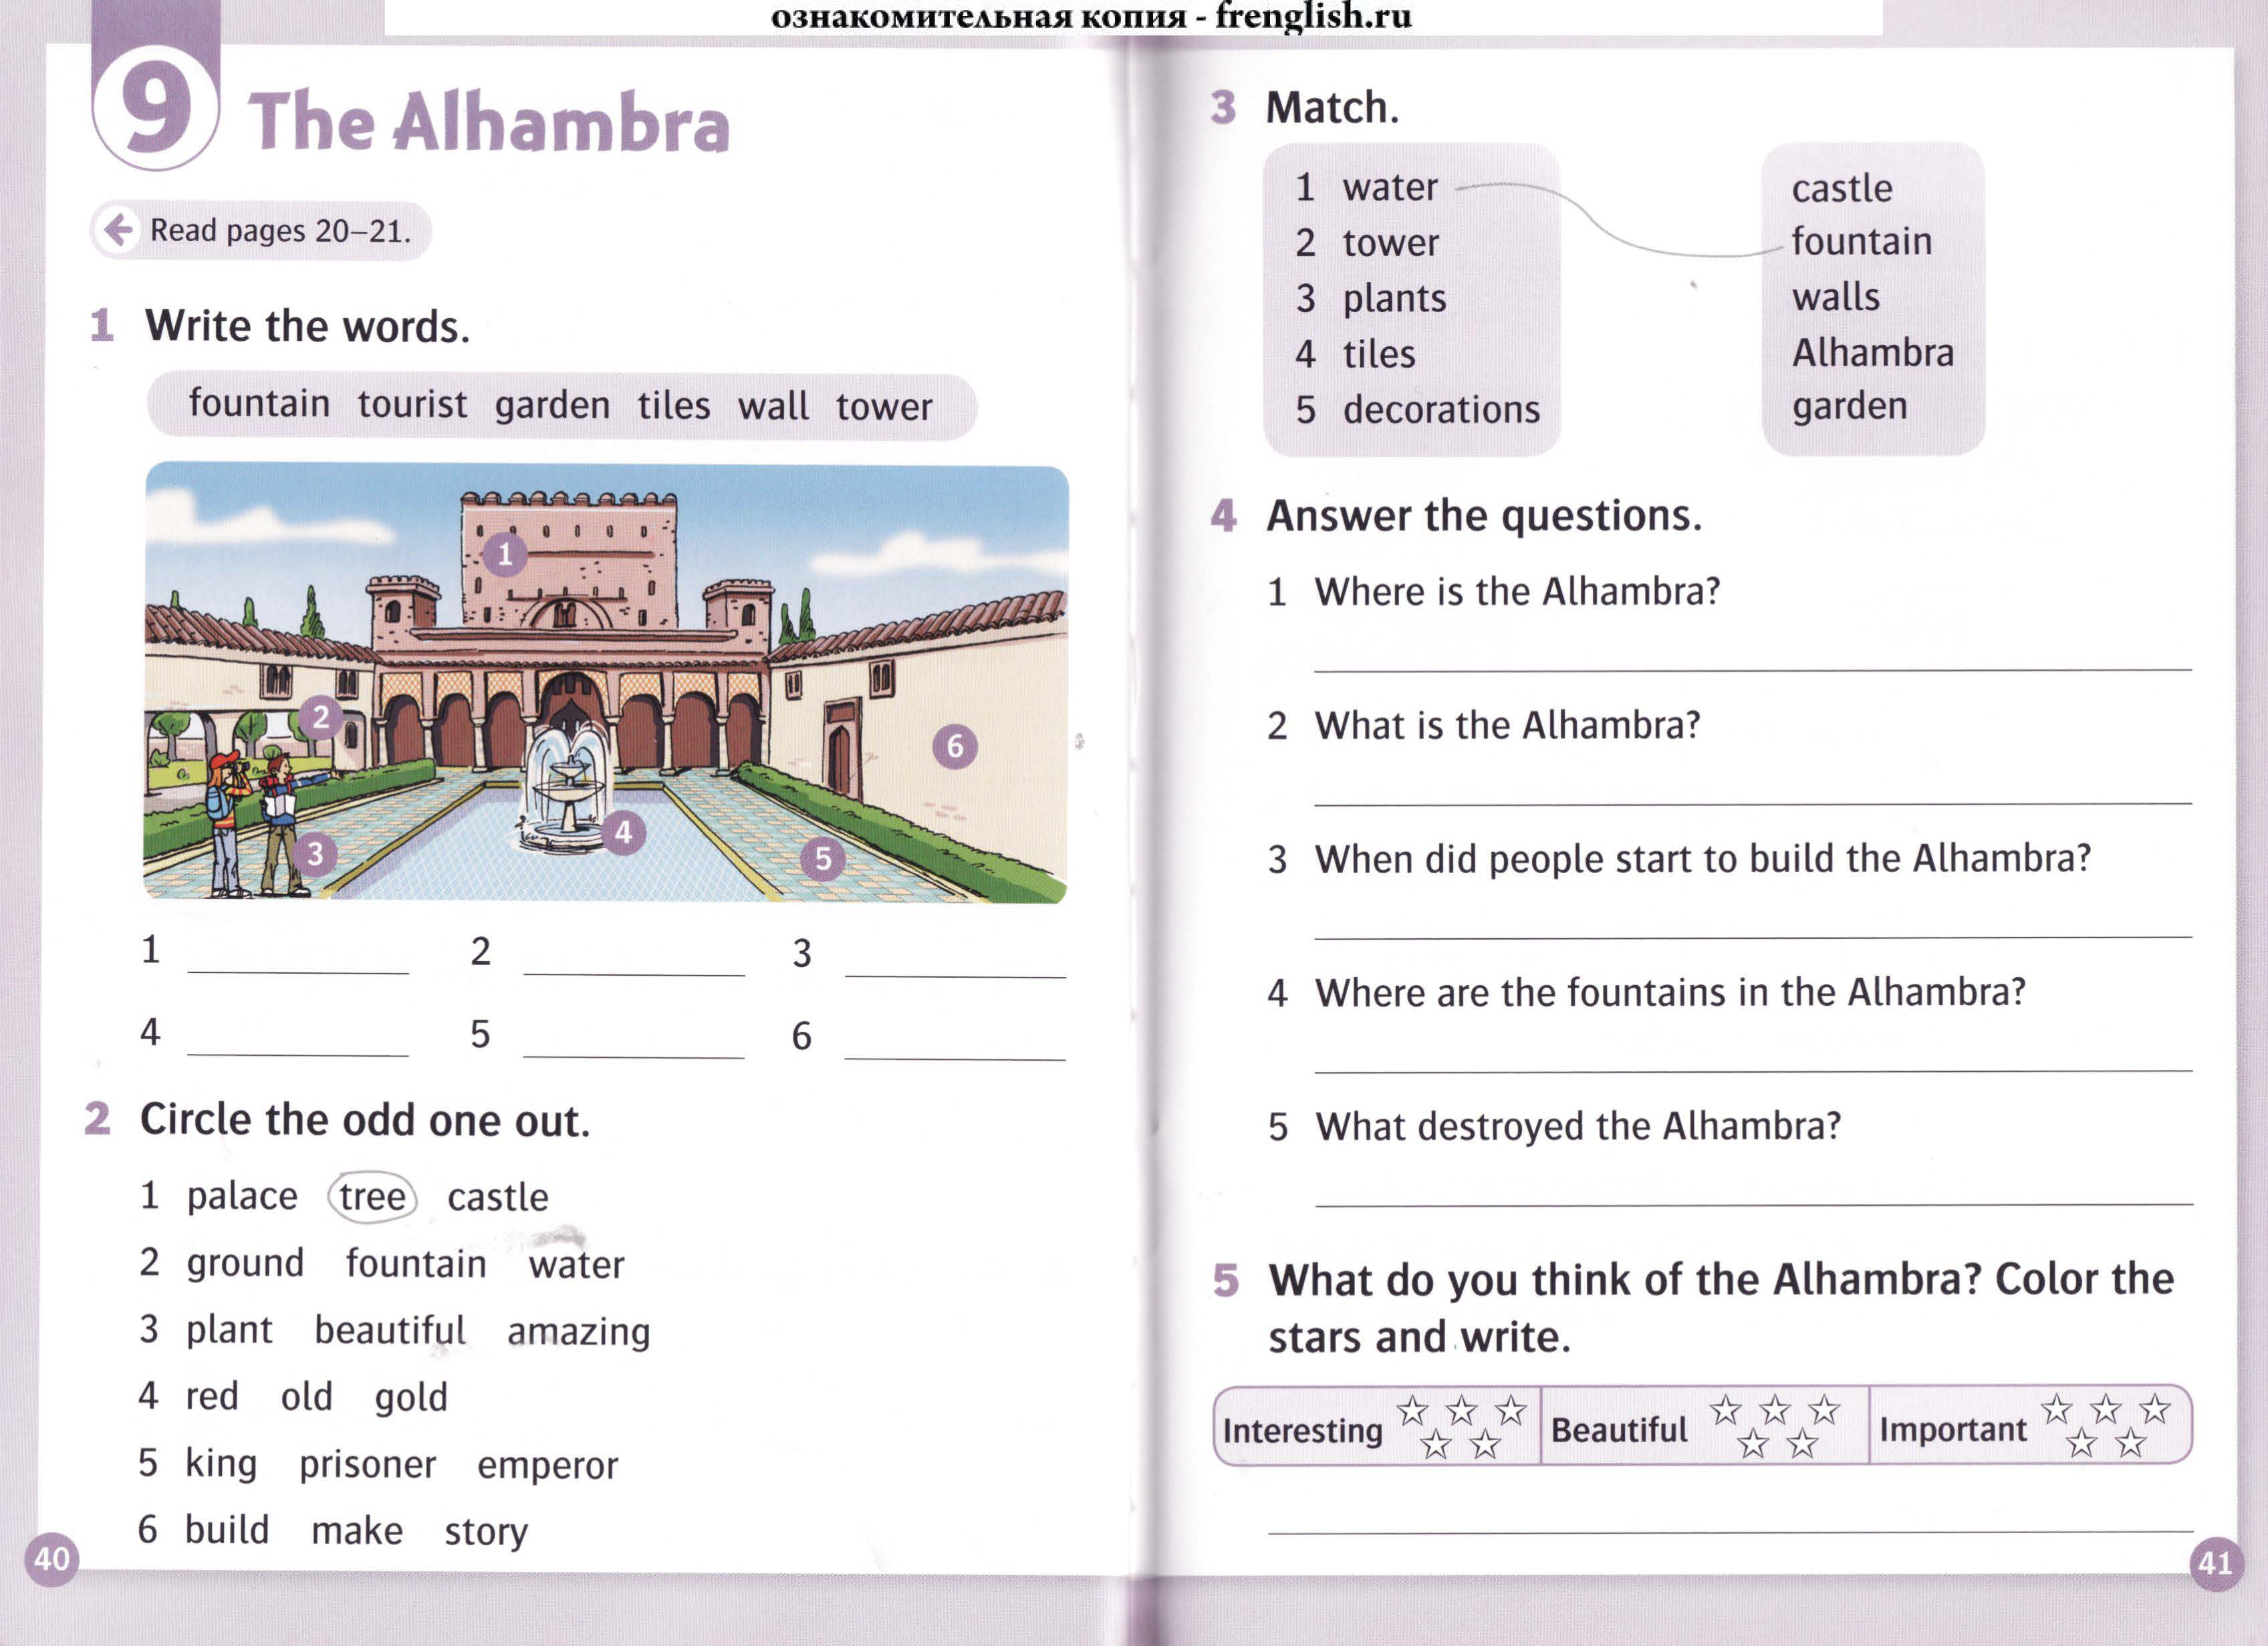 ознакомительная копия - frenglish.ru
9 The Alhambra
Read pages 20–21.
1 Write the words.
fountain tourist garden tiles wall tower
1
2
6
4
3
5
1 2 3
4 5 6
2 Circle the odd one out.
1 palace tree castle
2 ground fountain water
3 plant beautiful amazing
4 red old gold
5 king prisoner emperor
6 build make story
40
3 Match.
1 water
2 tower
3 plants
4 tiles
5 decorations
castle
fountain
walls
Alhambra
garden
4 Answer the questions.
1 Where is the Alhambra?
2 What is the Alhambra?
3 When did people start to build the Alhambra?
4 Where are the fountains in the Alhambra?
5 What destroyed the Alhambra?
5 What do you think of the Alhambra? Color the
stars and write.
Interesting Beautiful Important
41